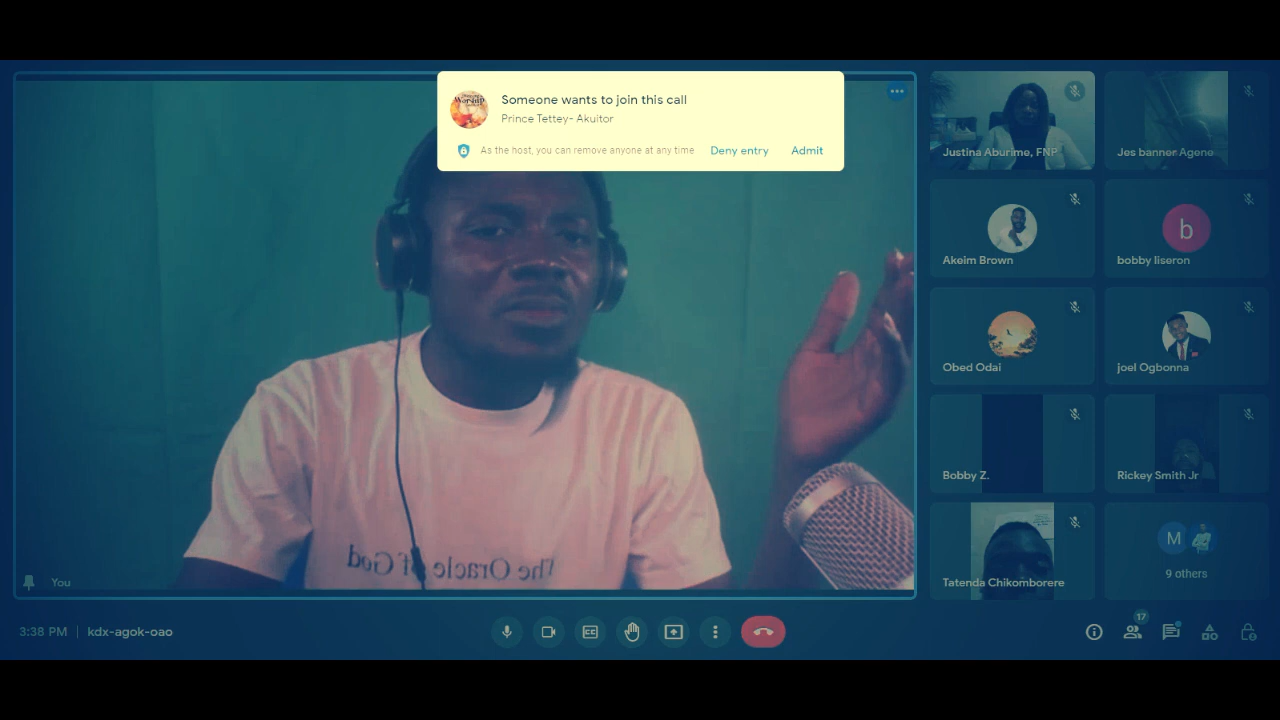 Someone wants to join this call
Prince Tettey- Akuitor
As the host, you can remove anyone at any time
Deny entry
Admit
Worship
Justina Aburime, FNP
Jes banner Agene
Akeim Brown
b
bobby liseron
Obed Odai
joel Ogbonna
Bobby Z.
Rickey Smith Jr
Tatenda Chikomborere
M
9 others
The Oracle of God
You
3:38 PM | kdx-agok-oao
CC
17